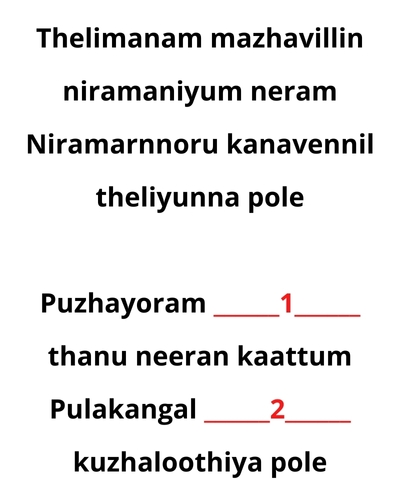 Thelimanam mazhavillin
niramaniyum neram
Niramarnnoru kanavennil
theliyunna pole
Puzhayoram ______1______
thanu neeran kaattum
Pulakangal ______2______
kuzhaloothiya pole